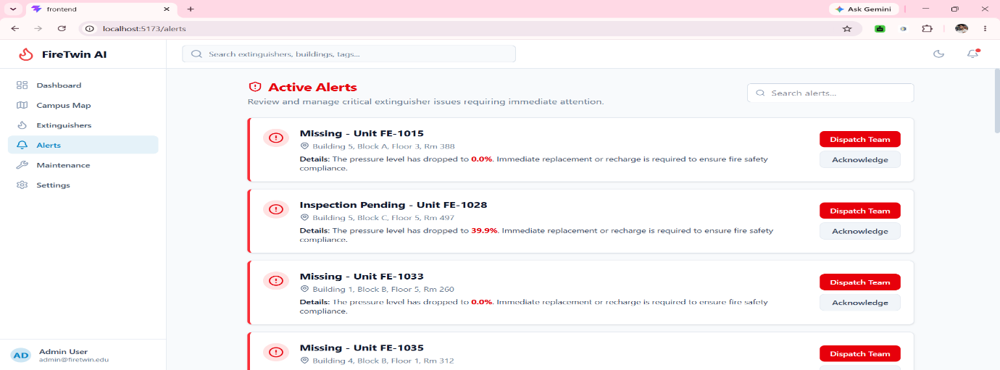 frontend
Ask Gemini
localhost:5173/alerts
FireTwin AI
Search extinguishers, buildings, tags...
Dashboard
Campus Map
Extinguishers
Alerts
Maintenance
Settings
AD
Admin User
admin@firetwin.edu
Active Alerts
Review and manage critical extinguisher issues requiring immediate attention.
Search alerts...
Missing - Unit FE-1015
Building 5, Block A, Floor 3, Rm 388
Details: The pressure level has dropped to 0.0%. Immediate replacement or recharge is required to ensure fire safety
compliance.
Dispatch Team
Acknowledge
Inspection Pending - Unit FE-1028
Building 5, Block C, Floor 5, Rm 497
Details: The pressure level has dropped to 39.9%. Immediate replacement or recharge is required to ensure fire safety
compliance.
Dispatch Team
Acknowledge
Missing - Unit FE-1033
Building 1, Block B, Floor 5, Rm 260
Details: The pressure level has dropped to 0.0%. Immediate replacement or recharge is required to ensure fire safety
compliance.
Dispatch Team
Acknowledge
Missing - Unit FE-1035
Building 4, Block B, Floor 1, Rm 312
Dispatch Team